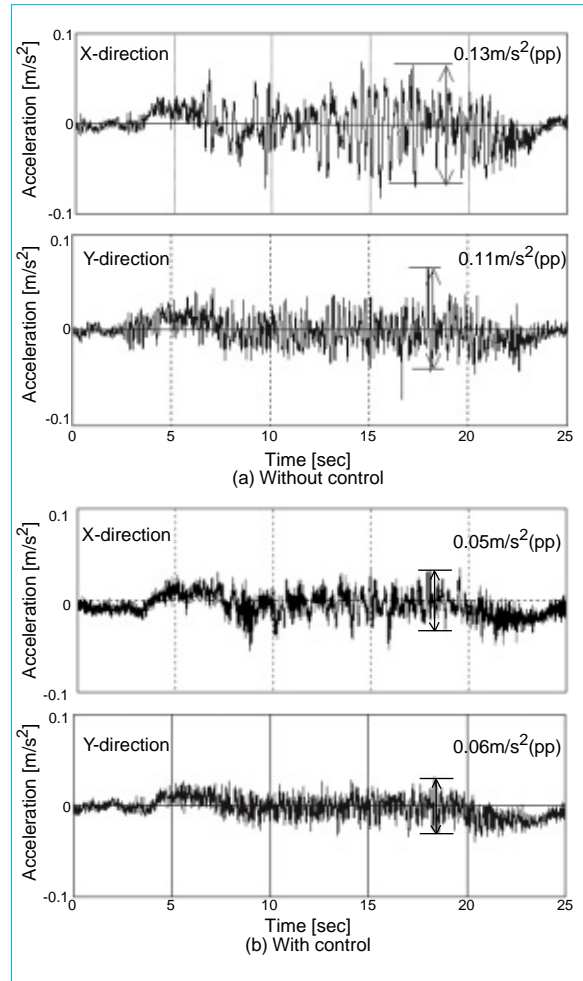 0.1
X-direction
0.13m/s²(pp)
Acceleration [m/s²]
0
-0.1
0.1
Y-direction
0.11m/s²(pp)
Acceleration [m/s²]
0
-0.1
0 5 10 15 20 25
Time [sec]
(a) Without control
0.1
X-direction
0.05m/s²(pp)
Acceleration [m/s²]
0
-0.1
0.1
Y-direction
0.06m/s²(pp)
Acceleration [m/s²]
0
-0.1
0 5 10 15 20 25
Time [sec]
(b) With control